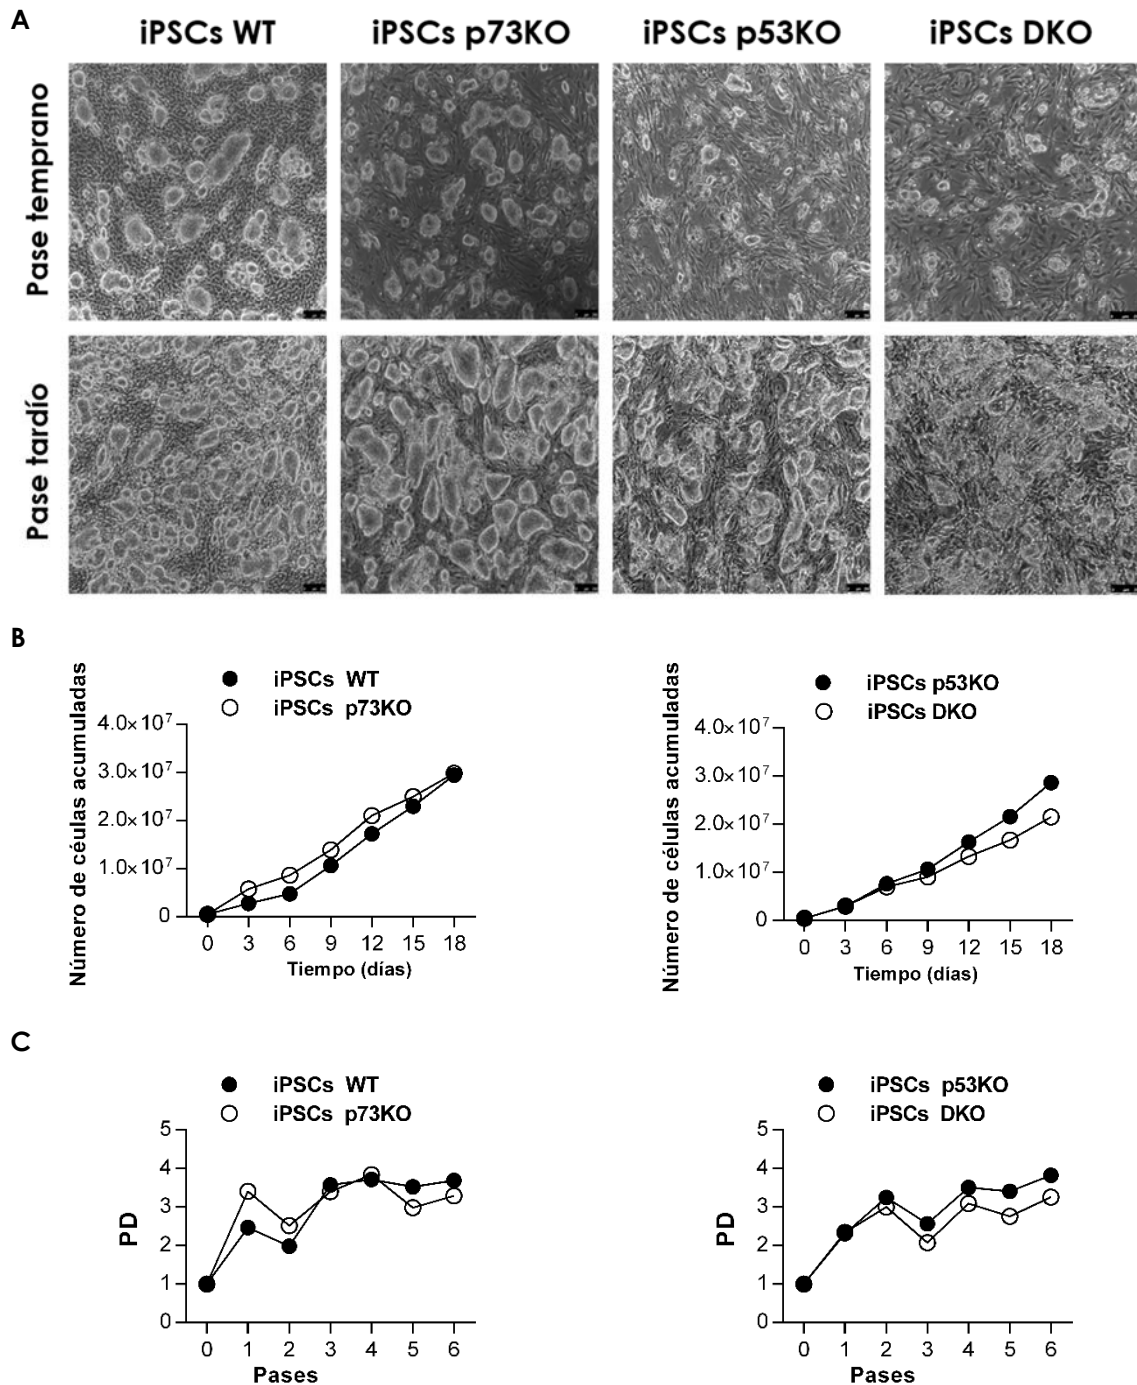 A
iPSCs WT iPSCs p73KO iPSCs p53KO iPSCs DKO
Pase temprano
Pase tardío
B
iPSCs WT
iPSCs p73KO
Número de céulas acumuladas
4.0×10⁷
3.0×10⁷
2.0×10⁷
1.0×10⁷
0
0 3 6 9 12 15 18
Tiempo (días)
iPSCs p53KO
iPSCs DKO
Número de células acumuladas
4.0×10⁷
3.0×10⁷
2.0×10⁷
1.0×10⁷
0
0 3 6 9 12 15 18
Tiempo (días)
C
iPSCs WT
iPSCs p73KO
PD
5
4
3
2
1
0
0 1 2 3 4 5 6
Pases
iPSCs p53KO
iPSCs DKO
PD
5
4
3
2
1
0
0 1 2 3 4 5 6
Pases